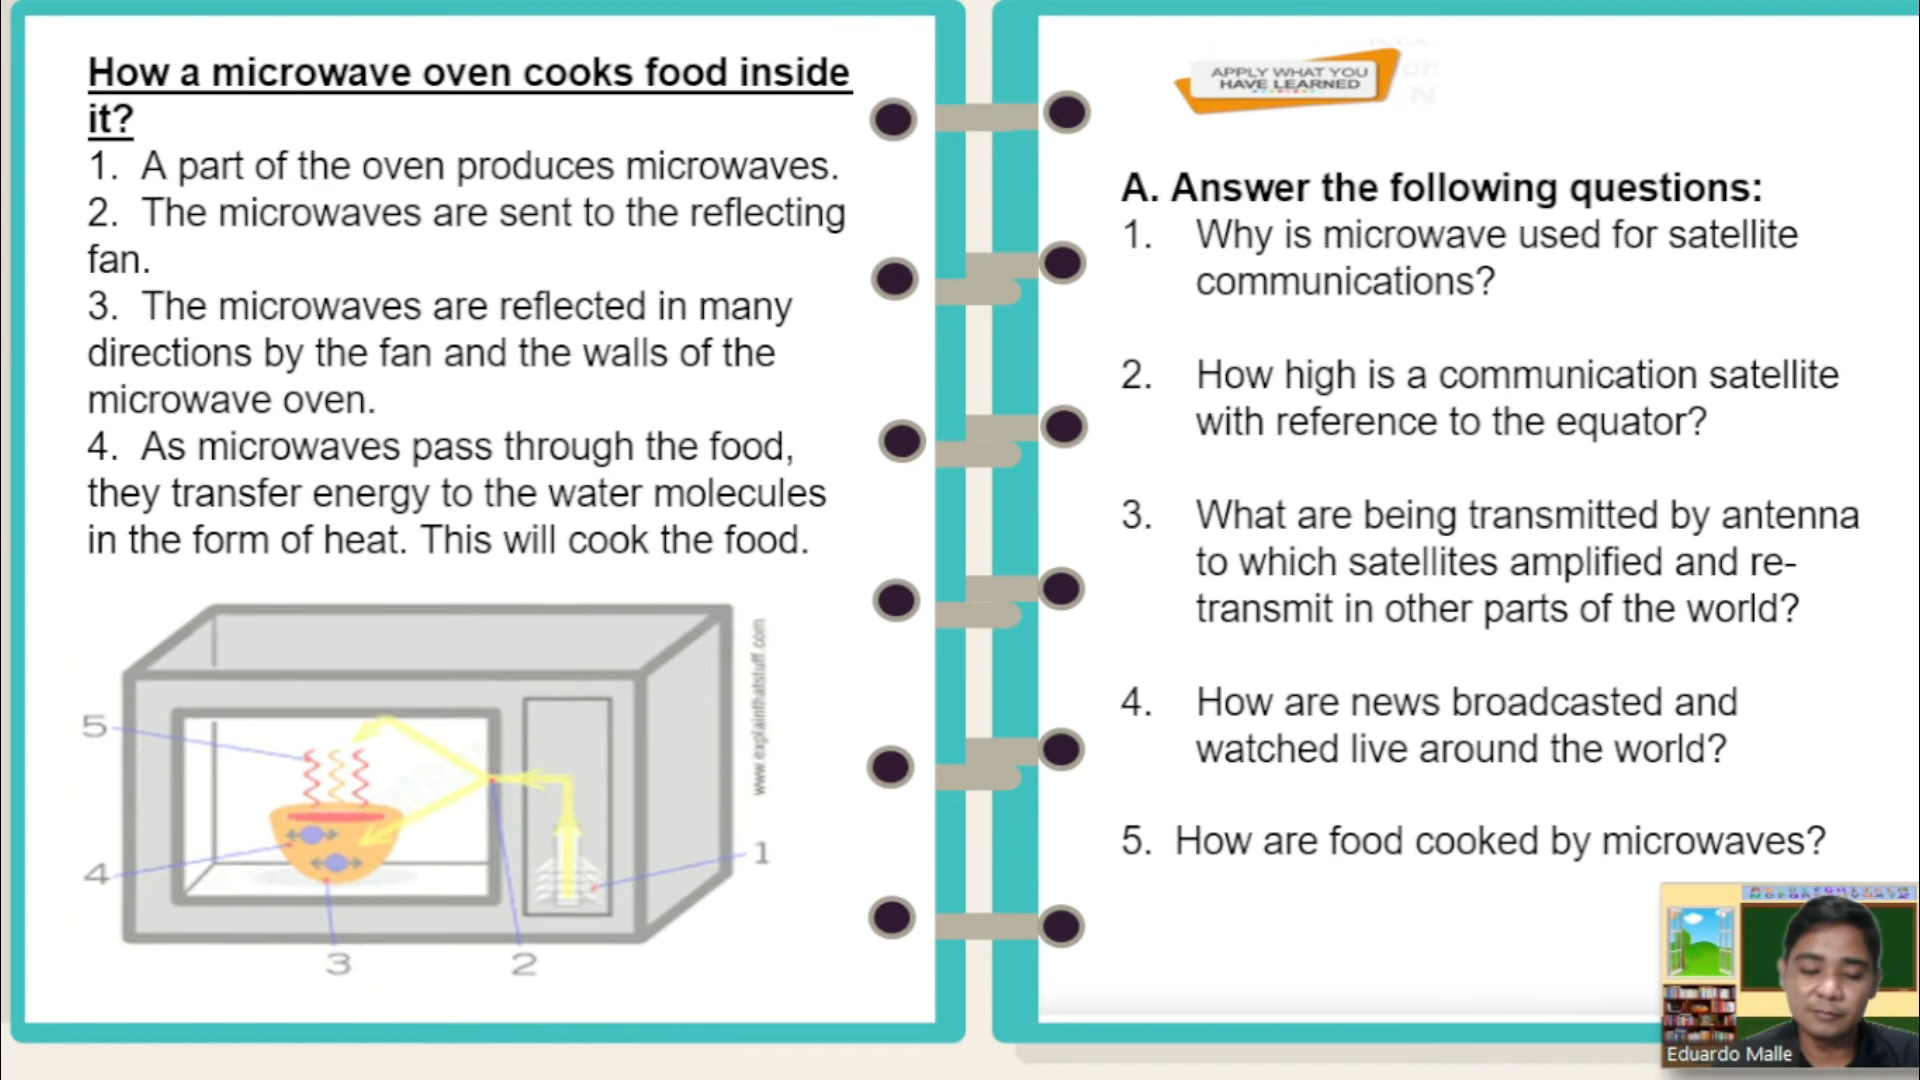 How a microwave oven cooks food inside
it?
1. A part of the oven produces microwaves.
2. The microwaves are sent to the reflecting
fan.
3. The microwaves are reflected in many
directions by the fan and the walls of the
microwave oven.
4. As microwaves pass through the food,
they transfer energy to the water molecules
in the form of heat. This will cook the food.
5
4
3
2
1
www.explainthatstuff.com
APPLY WHAT YOU
HAVE LEARNED
A. Answer the following questions:
1. Why is microwave used for satellite
communications?
2. How high is a communication satellite
with reference to the equator?
3. What are being transmitted by antenna
to which satellites amplified and re-
transmit in other parts of the world?
4. How are news broadcasted and
watched live around the world?
5. How are food cooked by microwaves?
Eduardo Malle